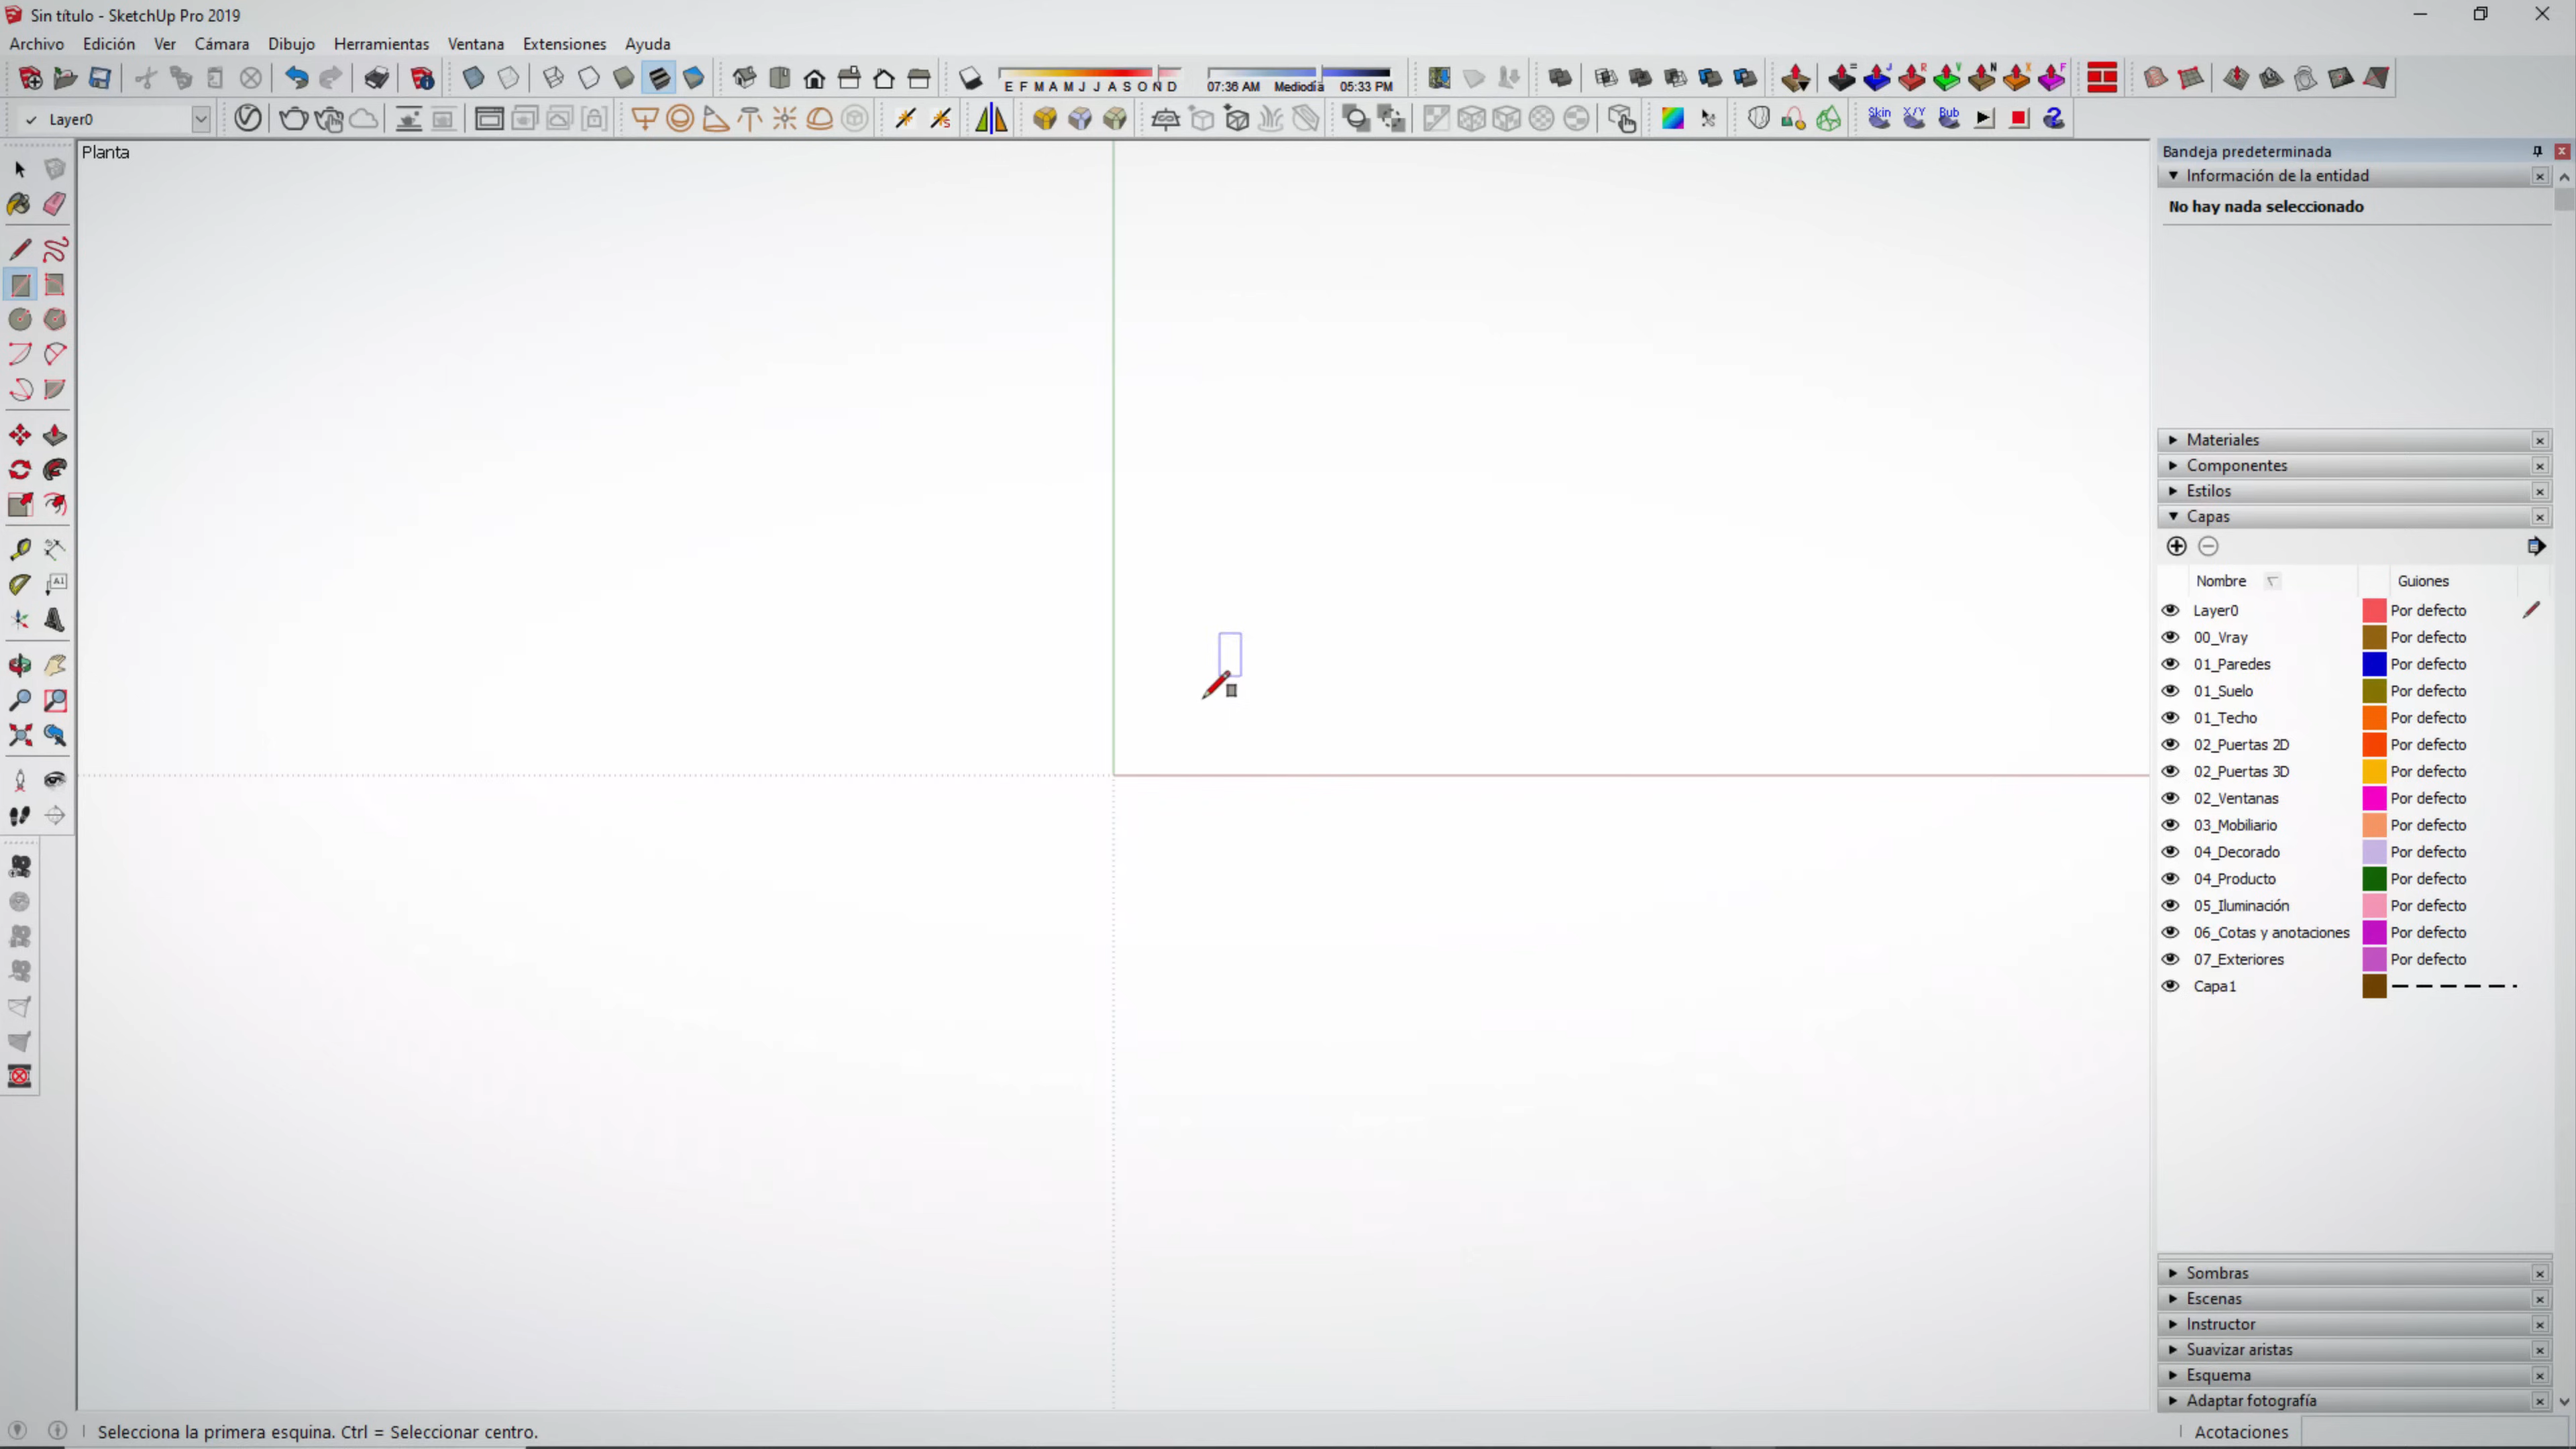 Sin título - SketchUp Pro 2019
Archivo Edición Ver Cámara Dibujo Herramientas Ventana Extensiones Ayuda
E F M A M J J A S O N D
07:36 AM Mediodía 05:33 PM
= J R V N X F
Layer0
Skin X/Y Bub
Planta
A1
Bandeja predeterminada
Información de la entidad
No hay nada seleccionado
Materiales
Componentes
Estilos
Capas
Nombre Guiones
Layer0 Por defecto
00_Vray Por defecto
01_Paredes Por defecto
01_Suelo Por defecto
01_Techo Por defecto
02_Puertas 2D Por defecto
02_Puertas 3D Por defecto
02_Ventanas Por defecto
03_Mobiliario Por defecto
04_Decorado Por defecto
04_Producto Por defecto
05_Iluminación Por defecto
06_Cotas y anotaciones Por defecto
07_Exteriores Por defecto
Capa1
Sombras
Escenas
Instructor
Suavizar aristas
Esquema
Adaptar fotografía
Selecciona la primera esquina. Ctrl = Seleccionar centro.
Acotaciones